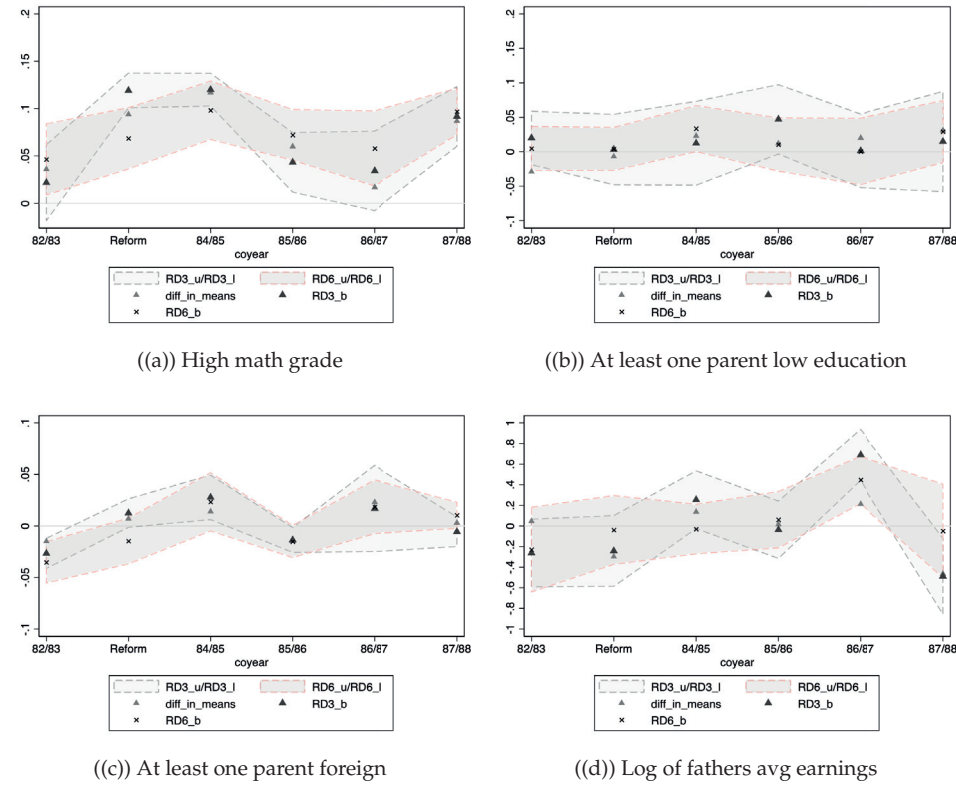 .2
.15
.1
.05
0
82/83 Reform 84/85 85/86 86/87 87/88
coyear
RD3_u/RD3_l RD6_u/RD6_l
diff_in_means RD3_b
RD6_b
((a)) High math grade
.2
.15
.1
.05
0
-.05
-.1
82/83 Reform 84/85 85/86 86/87 87/88
coyear
RD3_u/RD3_l RD6_u/RD6_l
diff_in_means RD3_b
RD6_b
((b)) At least one parent low education
.1
.05
0
-.05
-.1
82/83 Reform 84/85 85/86 86/87 87/88
coyear
RD3_u/RD3_l RD6_u/RD6_l
diff_in_means RD3_b
RD6_b
((c)) At least one parent foreign
1
.8
.6
.4
.2
0
-.2
-.4
-.6
-.8
-1
82/83 Reform 84/85 85/86 86/87 87/88
coyear
RD3_u/RD3_l RD6_u/RD6_l
diff_in_means RD3_b
RD6_b
((d)) Log of fathers avg earnings